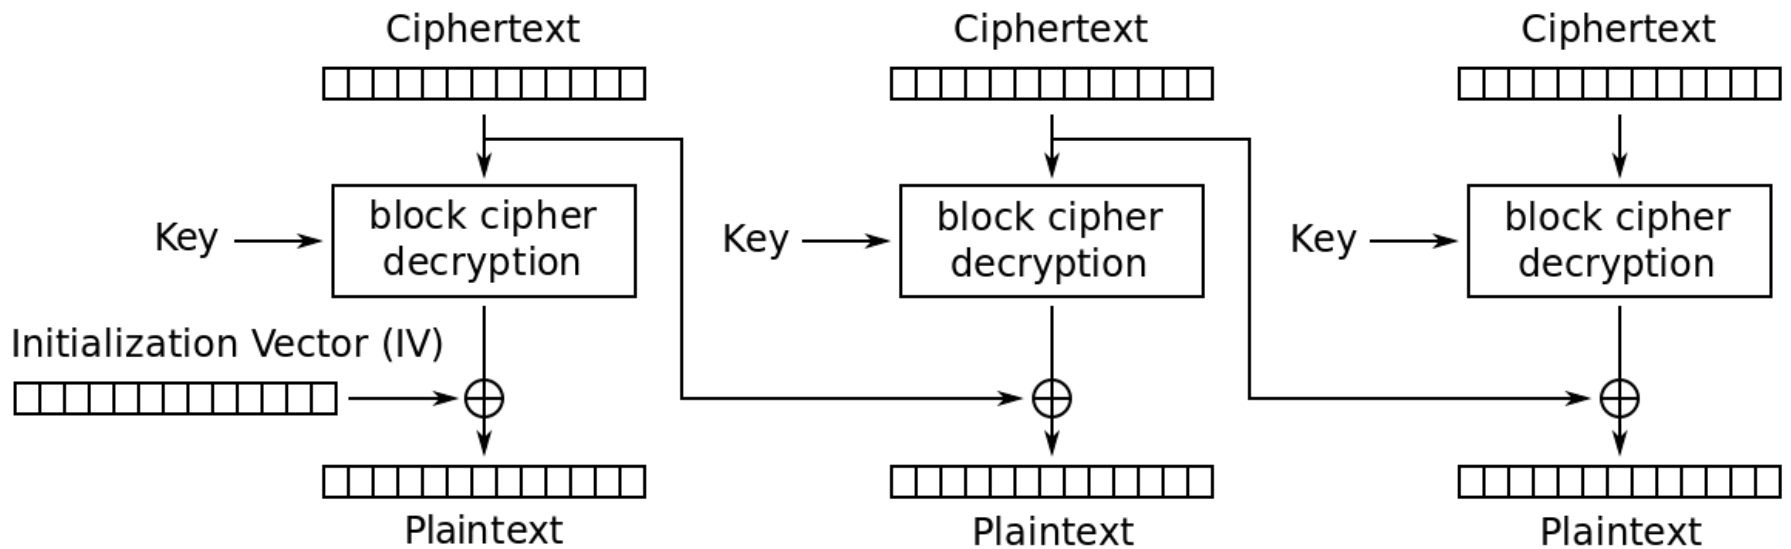 Ciphertext
Ciphertext
Ciphertext
block cipher
decryption
block cipher
decryption
block cipher
decryption
Key
Key
Key
Initialization Vector (IV)
Plaintext
Plaintext
Plaintext